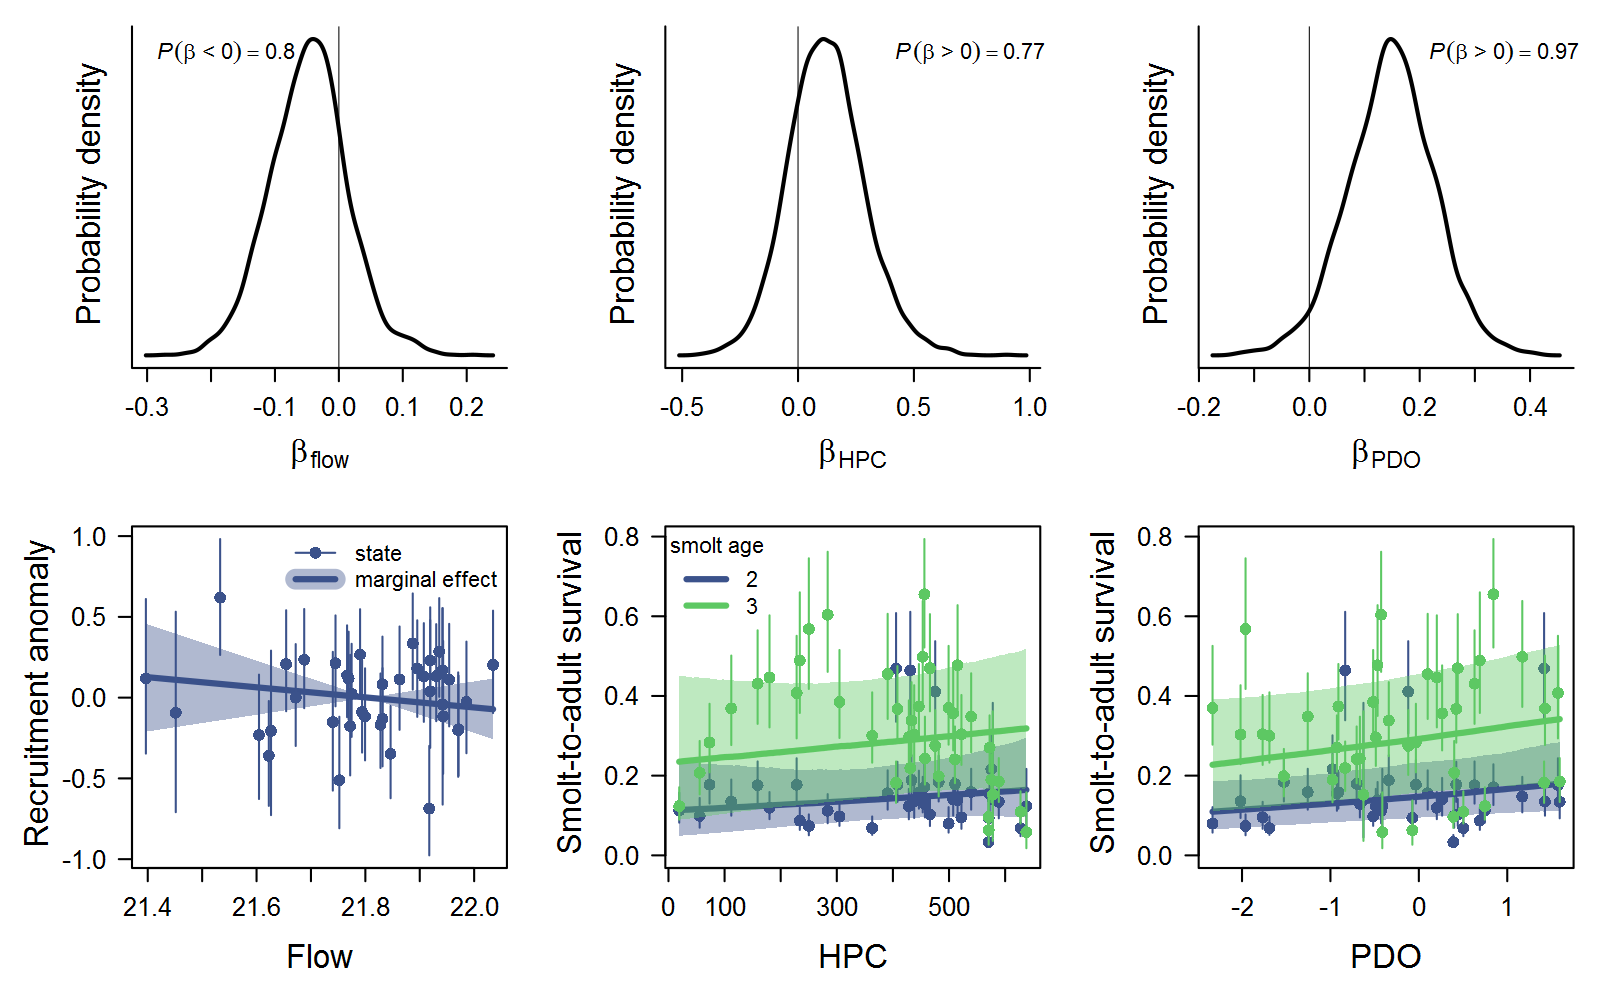 Probability density
P(β < 0) = 0.8
-0.3 -0.1 0.0 0.1 0.2
βflow
Probability density
P(β > 0) = 0.77
-0.5 0.0 0.5 1.0
βHPC
Probability density
P(β > 0) = 0.97
-0.2 0.0 0.2 0.4
βPDO
Recruitment anomaly
1.0
0.5
0.0
-0.5
-1.0
state
marginal effect
21.4 21.6 21.8 22.0
Flow
Smolt-to-adult survival
0.8
0.6
0.4
0.2
0.0
smolt age
2
3
0 100 300 500
HPC
Smolt-to-adult survival
0.8
0.6
0.4
0.2
0.0
-2 -1 0 1
PDO